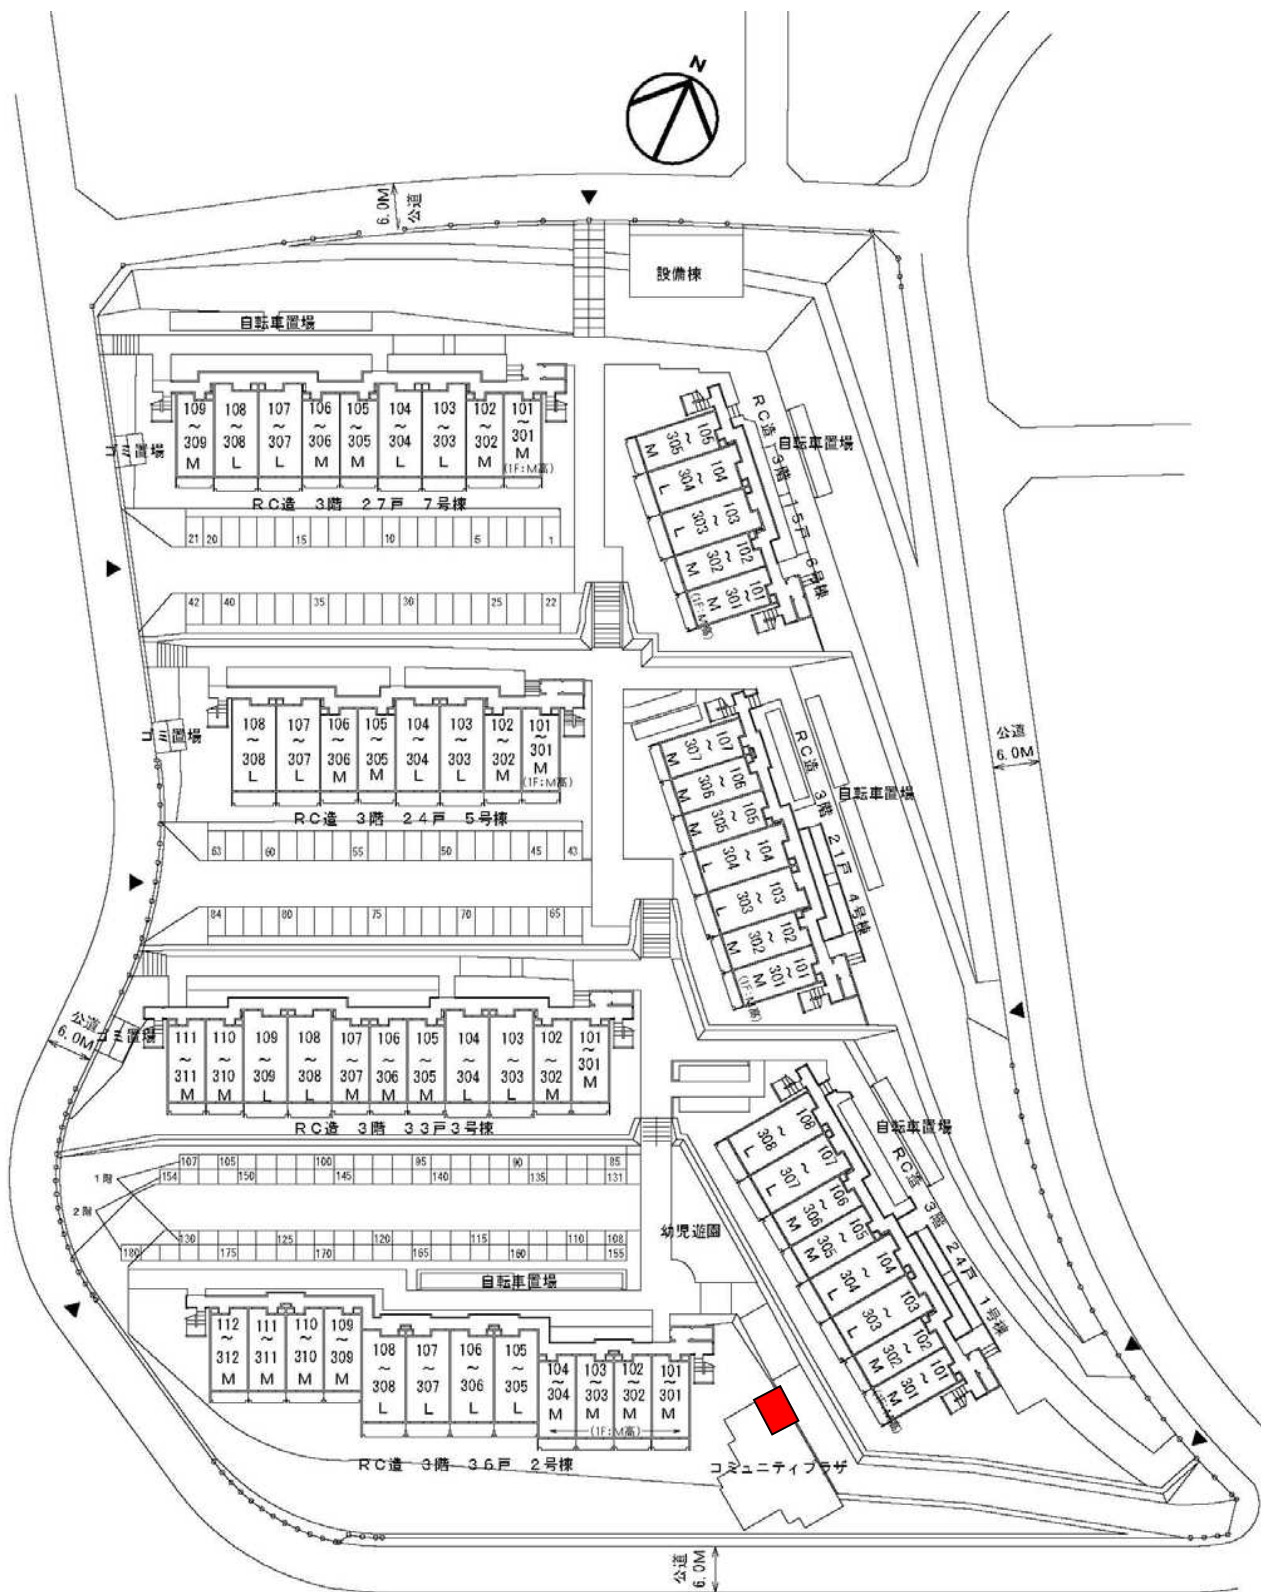 N
6.0M
公道
設備棟
自転車置場
109～309 M
108～308 L
107～307 L
106～306 M
105～305 M
104～304 L
103～303 L
102～302 M
101～301 M
(1F:M高)
ゴミ置場
RC造 3階 27戸 7号棟
21 20 15 10 5 1
42 40 35 30 25 22
105～305 M
104～304 L
103～303 L
102～302 M
101～301 M
(1F:M高)
RC造 3階 15戸 6号棟
自転車置場
108～308 L
107～307 L
106～306 M
105～305 M
104～304 L
103～303 L
102～302 M
101～301 M
(1F:M高)
ゴミ置場
RC造 3階 24戸 5号棟
63 60 55 50 45 43
84 80 75 70 65
107～307 M
106～306 M
105～305 M
104～304 L
103～303 L
102～302 M
101～301 M
(1F:M高)
RC造 3階 21戸 4号棟
自転車置場
公道
6.0M
公道
6.0M
ゴミ置場
111～311 M
110～310 M
109～309 L
108～308 L
107～307 M
106～306 M
105～305 M
104～304 L
103～303 L
102～302 M
101～301 M
RC造 3階 33戸 3号棟
107 105 100 95 90 85
154 150 145 140 135 131
1階
2階
130 125 120 115 110 108
180 175 170 165 160 155
自転車置場
幼児遊園
108～308 L
107～307 L
106～306 M
105～305 M
104～304 L
103～303 L
102～302 M
101～301 M
(1F:M高)
RC造 3階 24戸 1号棟
自転車置場
112～312 M
111～311 M
110～310 M
109～309 M
108～308 L
107～307 L
106～306 L
105～305 L
104～304 M
103～303 M
102～302 M
101～301 M
(1F:M高)
RC造 3階 36戸 2号棟
コミュニティプラザ
公道
6.0M